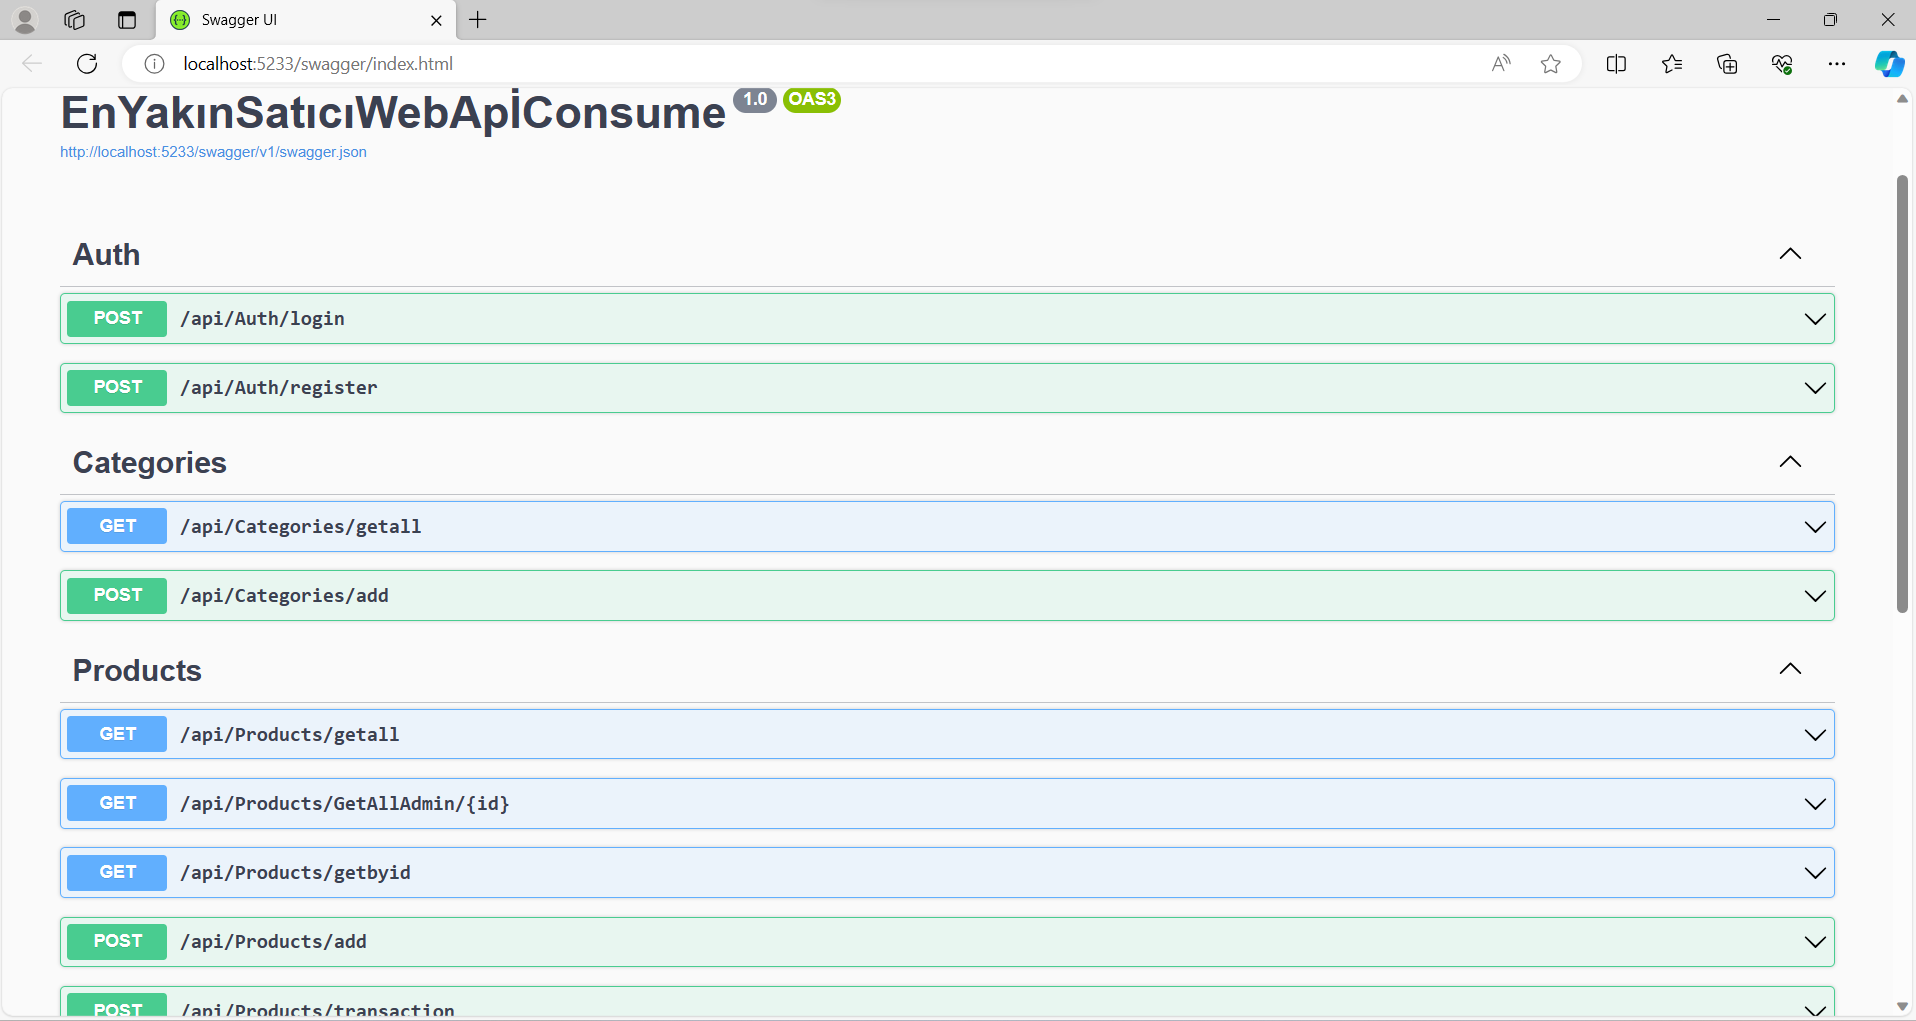 Swagger UI
localhost:5233/swagger/index.html
EnYakınSatıcıWebApİConsume 1.0 OAS3
http://localhost:5233/swagger/v1/swagger.json
Auth
POST /api/Auth/login
POST /api/Auth/register
Categories
GET /api/Categories/getall
POST /api/Categories/add
Products
GET /api/Products/getall
GET /api/Products/GetAllAdmin/{id}
GET /api/Products/getbyid
POST /api/Products/add
POST /api/Products/transaction